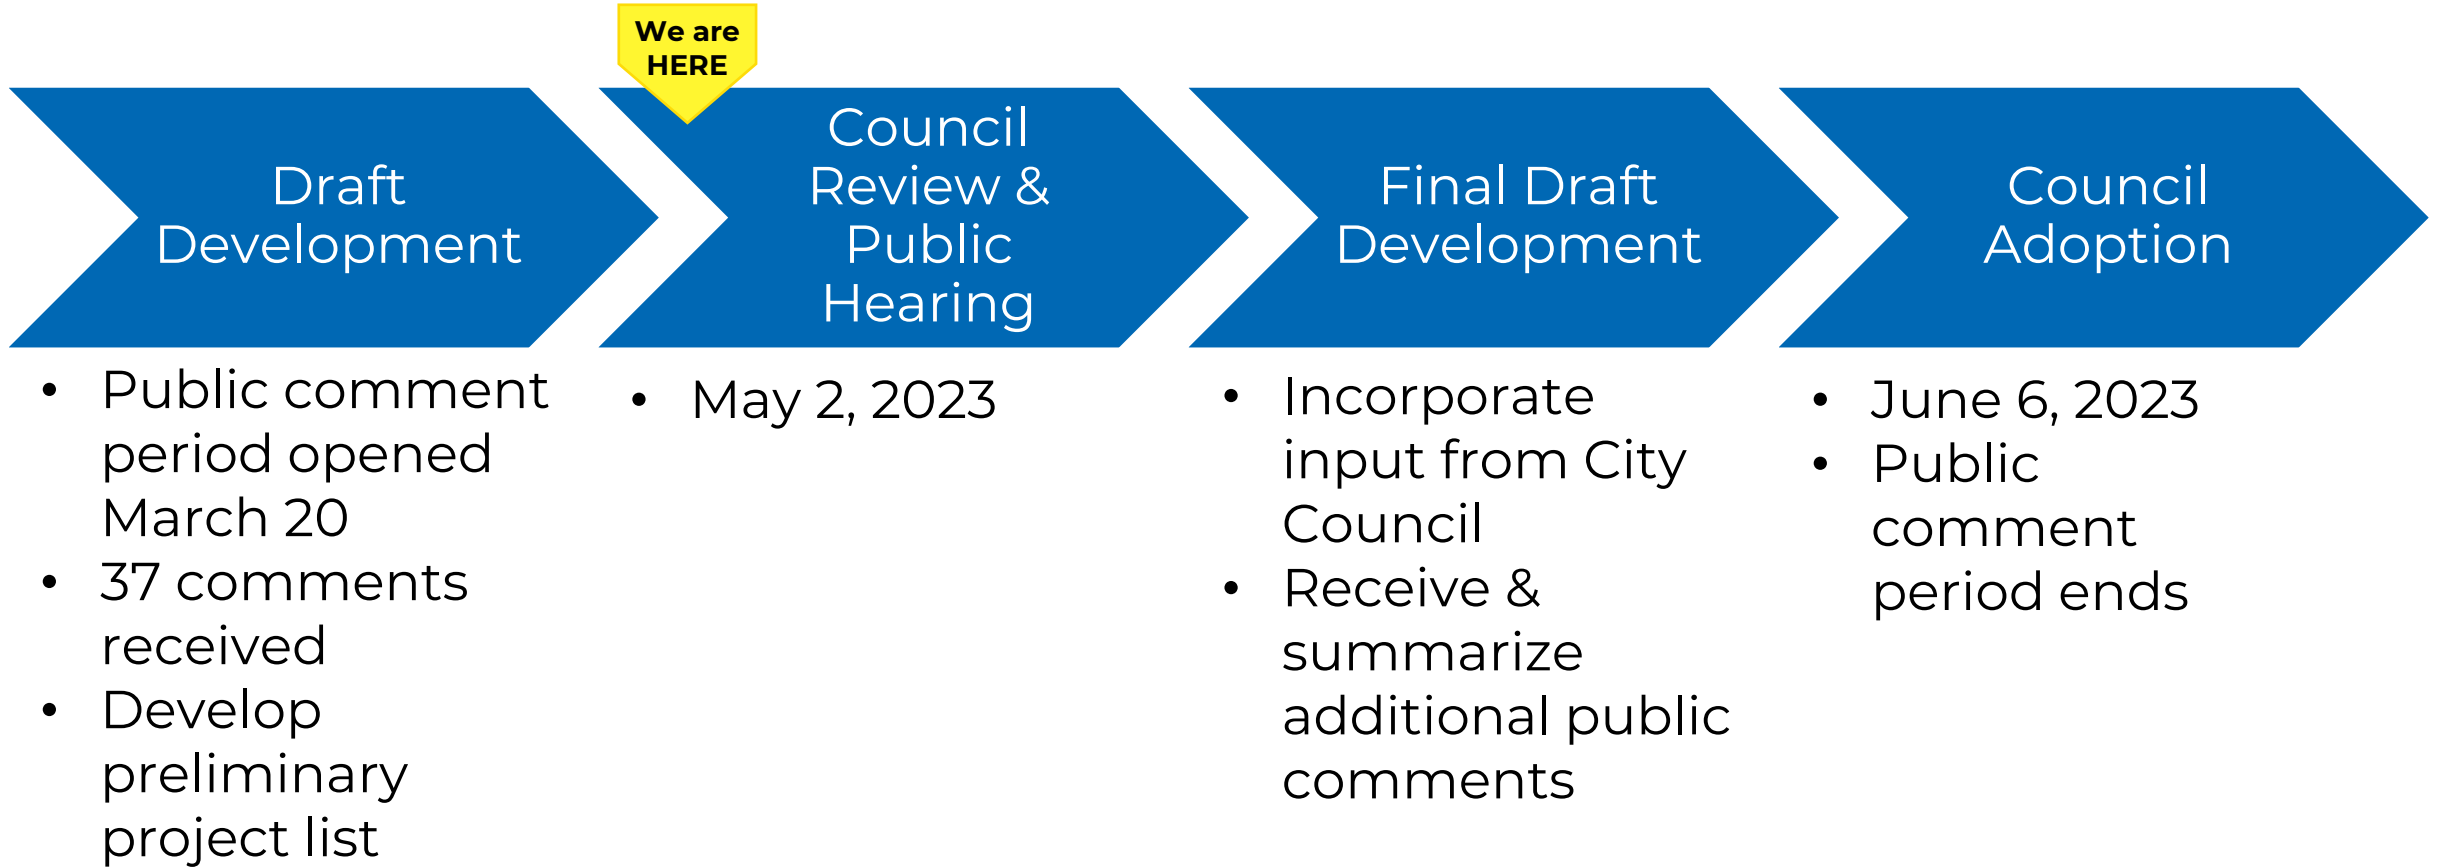 We are
HERE
Draft
Development
Council
Review &
Public
Hearing
Final Draft
Development
Council
Adoption
• Public comment
period opened
March 20
• 37 comments
received
• Develop
preliminary
project list
• May 2, 2023
• Incorporate
input from City
Council
• Receive &
summarize
additional public
comments
• June 6, 2023
• Public
comment
period ends